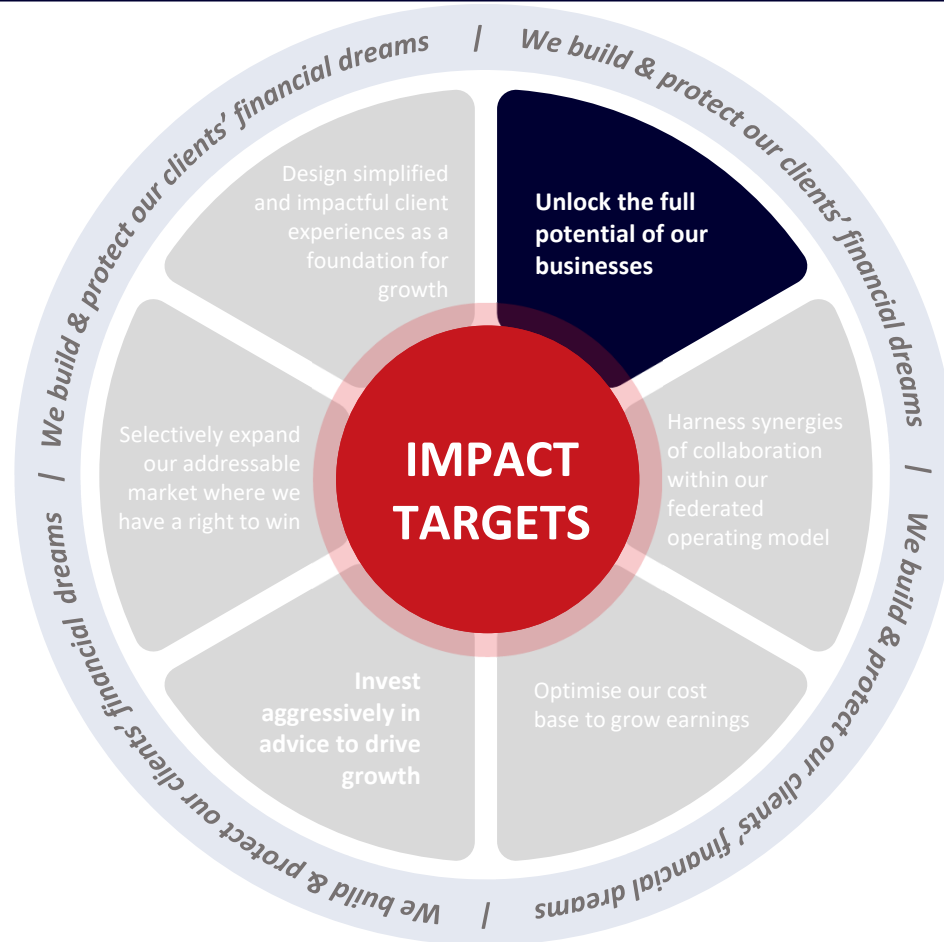 We build & protect our clients' financial dreams / We build & protect our clients' financial dreams / We build & protect our clients' financial dreams / We build & protect our clients' financial dreams /
Unlock the full
potential of our
businesses
Harness synergies
of collaboration
within our
federated
operating model
Optimise our cost
base to grow earnings
Invest
aggressively in
advice to drive
growth
Selectively expand
our addressable
market where we
have a right to win
Design simplified
and impactful client
experiences as a
foundation for
growth
IMPACT
TARGETS